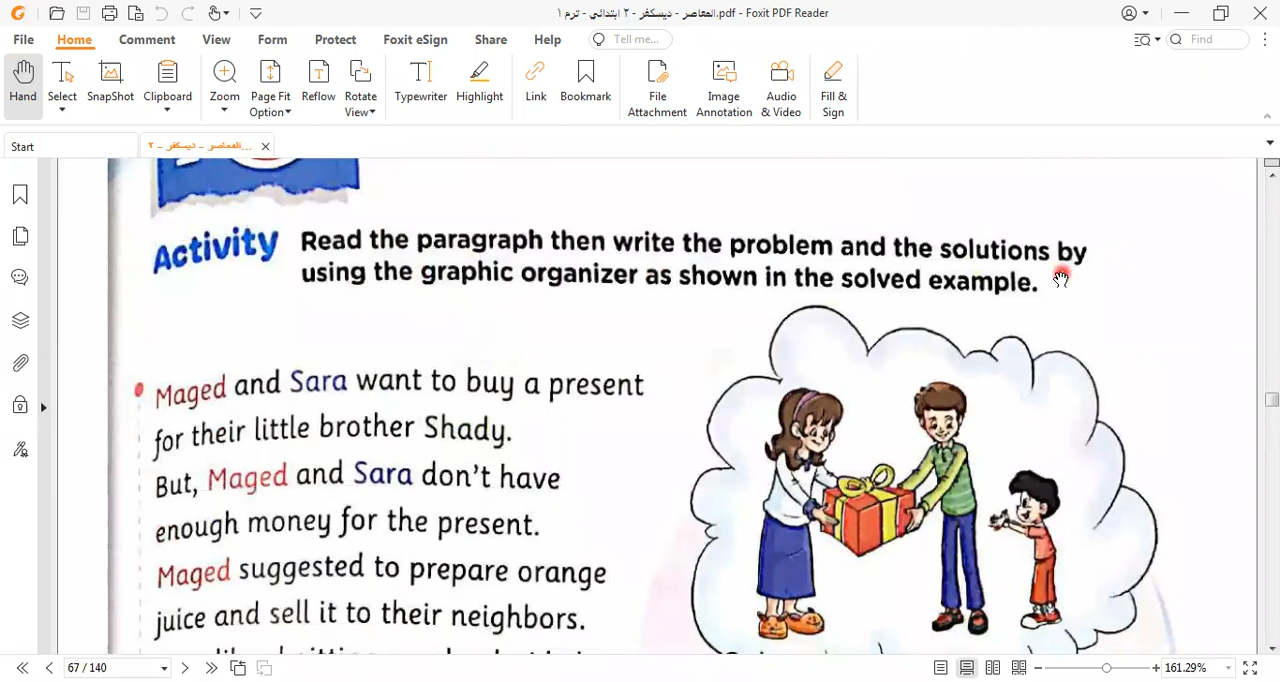 المعاصر - ديسكفر - ٢ ابتدائي - ترم ١.pdf - Foxit PDF Reader
File Home Comment View Form Protect Foxit eSign Share Help Tell me... Find
Hand Select SnapShot Clipboard Zoom Page Fit Option Reflow Rotate View Typewriter Highlight Link Bookmark File Attachment Image Annotation Audio & Video Fill & Sign
Start المعاصر - ديسكفر - ٢...
Activity Read the paragraph then write the problem and the solutions by
using the graphic organizer as shown in the solved example.
Maged and Sara want to buy a present
for their little brother Shady.
But, Maged and Sara don't have
enough money for the present.
Maged suggested to prepare orange
juice and sell it to their neighbors.
67 / 140 161.29%